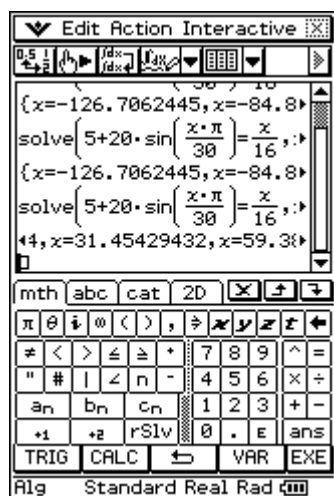 Edit Action Interactive
{x=-126.7062445,x=-84.8
solve(5+20·sin(x·π/30)=x/16,
{x=-126.7062445,x=-84.8
solve(5+20·sin(x·π/30)=x/16,
4,x=31.45429432,x=59.3
mth abc cat 2D
π θ i ∞ ( ) , ⇒ x y z t ←
≠ < > ≤ ≥ 7 8 9 ^ =
" # | ∠ 4 5 6 × ÷
an bn cn 1 2 3 + -
+1 +2 rSlv 0 . E ans
TRIG CALC VAR EXE
Alg Standard Real Rad